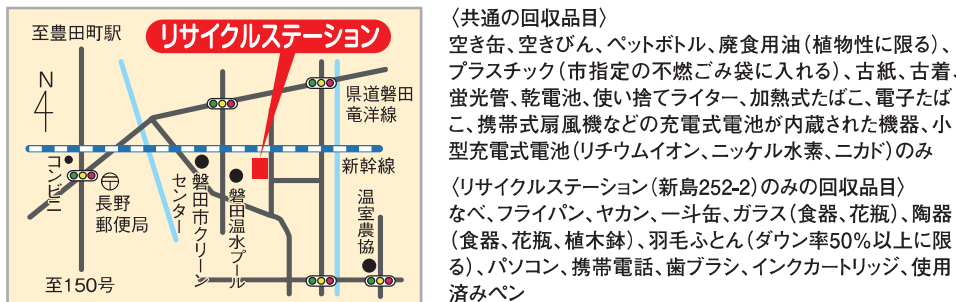 至豊田町駅
リサイクルステーション
N
県道磐田
竜洋線
新幹線
コンビニ
長野
郵便局
磐田市クリーン
センター
磐田温水プール
温室農協
至150号
〈共通の回収品目〉
空き缶、空きびん、ペットボトル、廃食用油(植物性に限る)、
プラスチック(市指定の不燃ごみ袋に入れる)、古紙、古着、
蛍光管、乾電池、使い捨てライター、加熱式たばこ、電子たば
こ、携帯式扇風機などの充電式電池が内蔵された機器、小
型充電式電池(リチウムイオン、ニッケル水素、ニカド)のみ
〈リサイクルステーション(新島252-2)のみの回収品目〉
なべ、フライパン、ヤカン、一斗缶、ガラス(食器、花瓶)、陶器
(食器、花瓶、植木鉢)、羽毛ふとん(ダウン率50%以上に限
る)、パソコン、携帯電話、歯ブラシ、インクカートリッジ、使用
済みペン